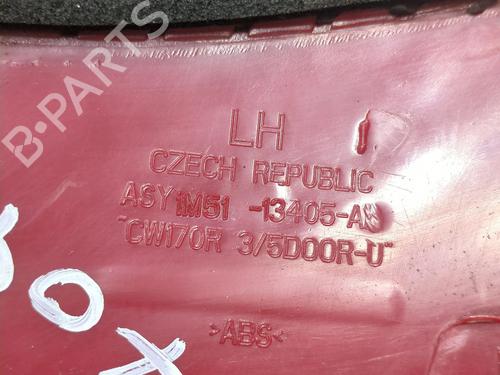 B-PARTS
LH
CZECH REPUBLIC
ASY 1M51 -13405-A
"CW170R 3/5DOOR-U"
>ABS<